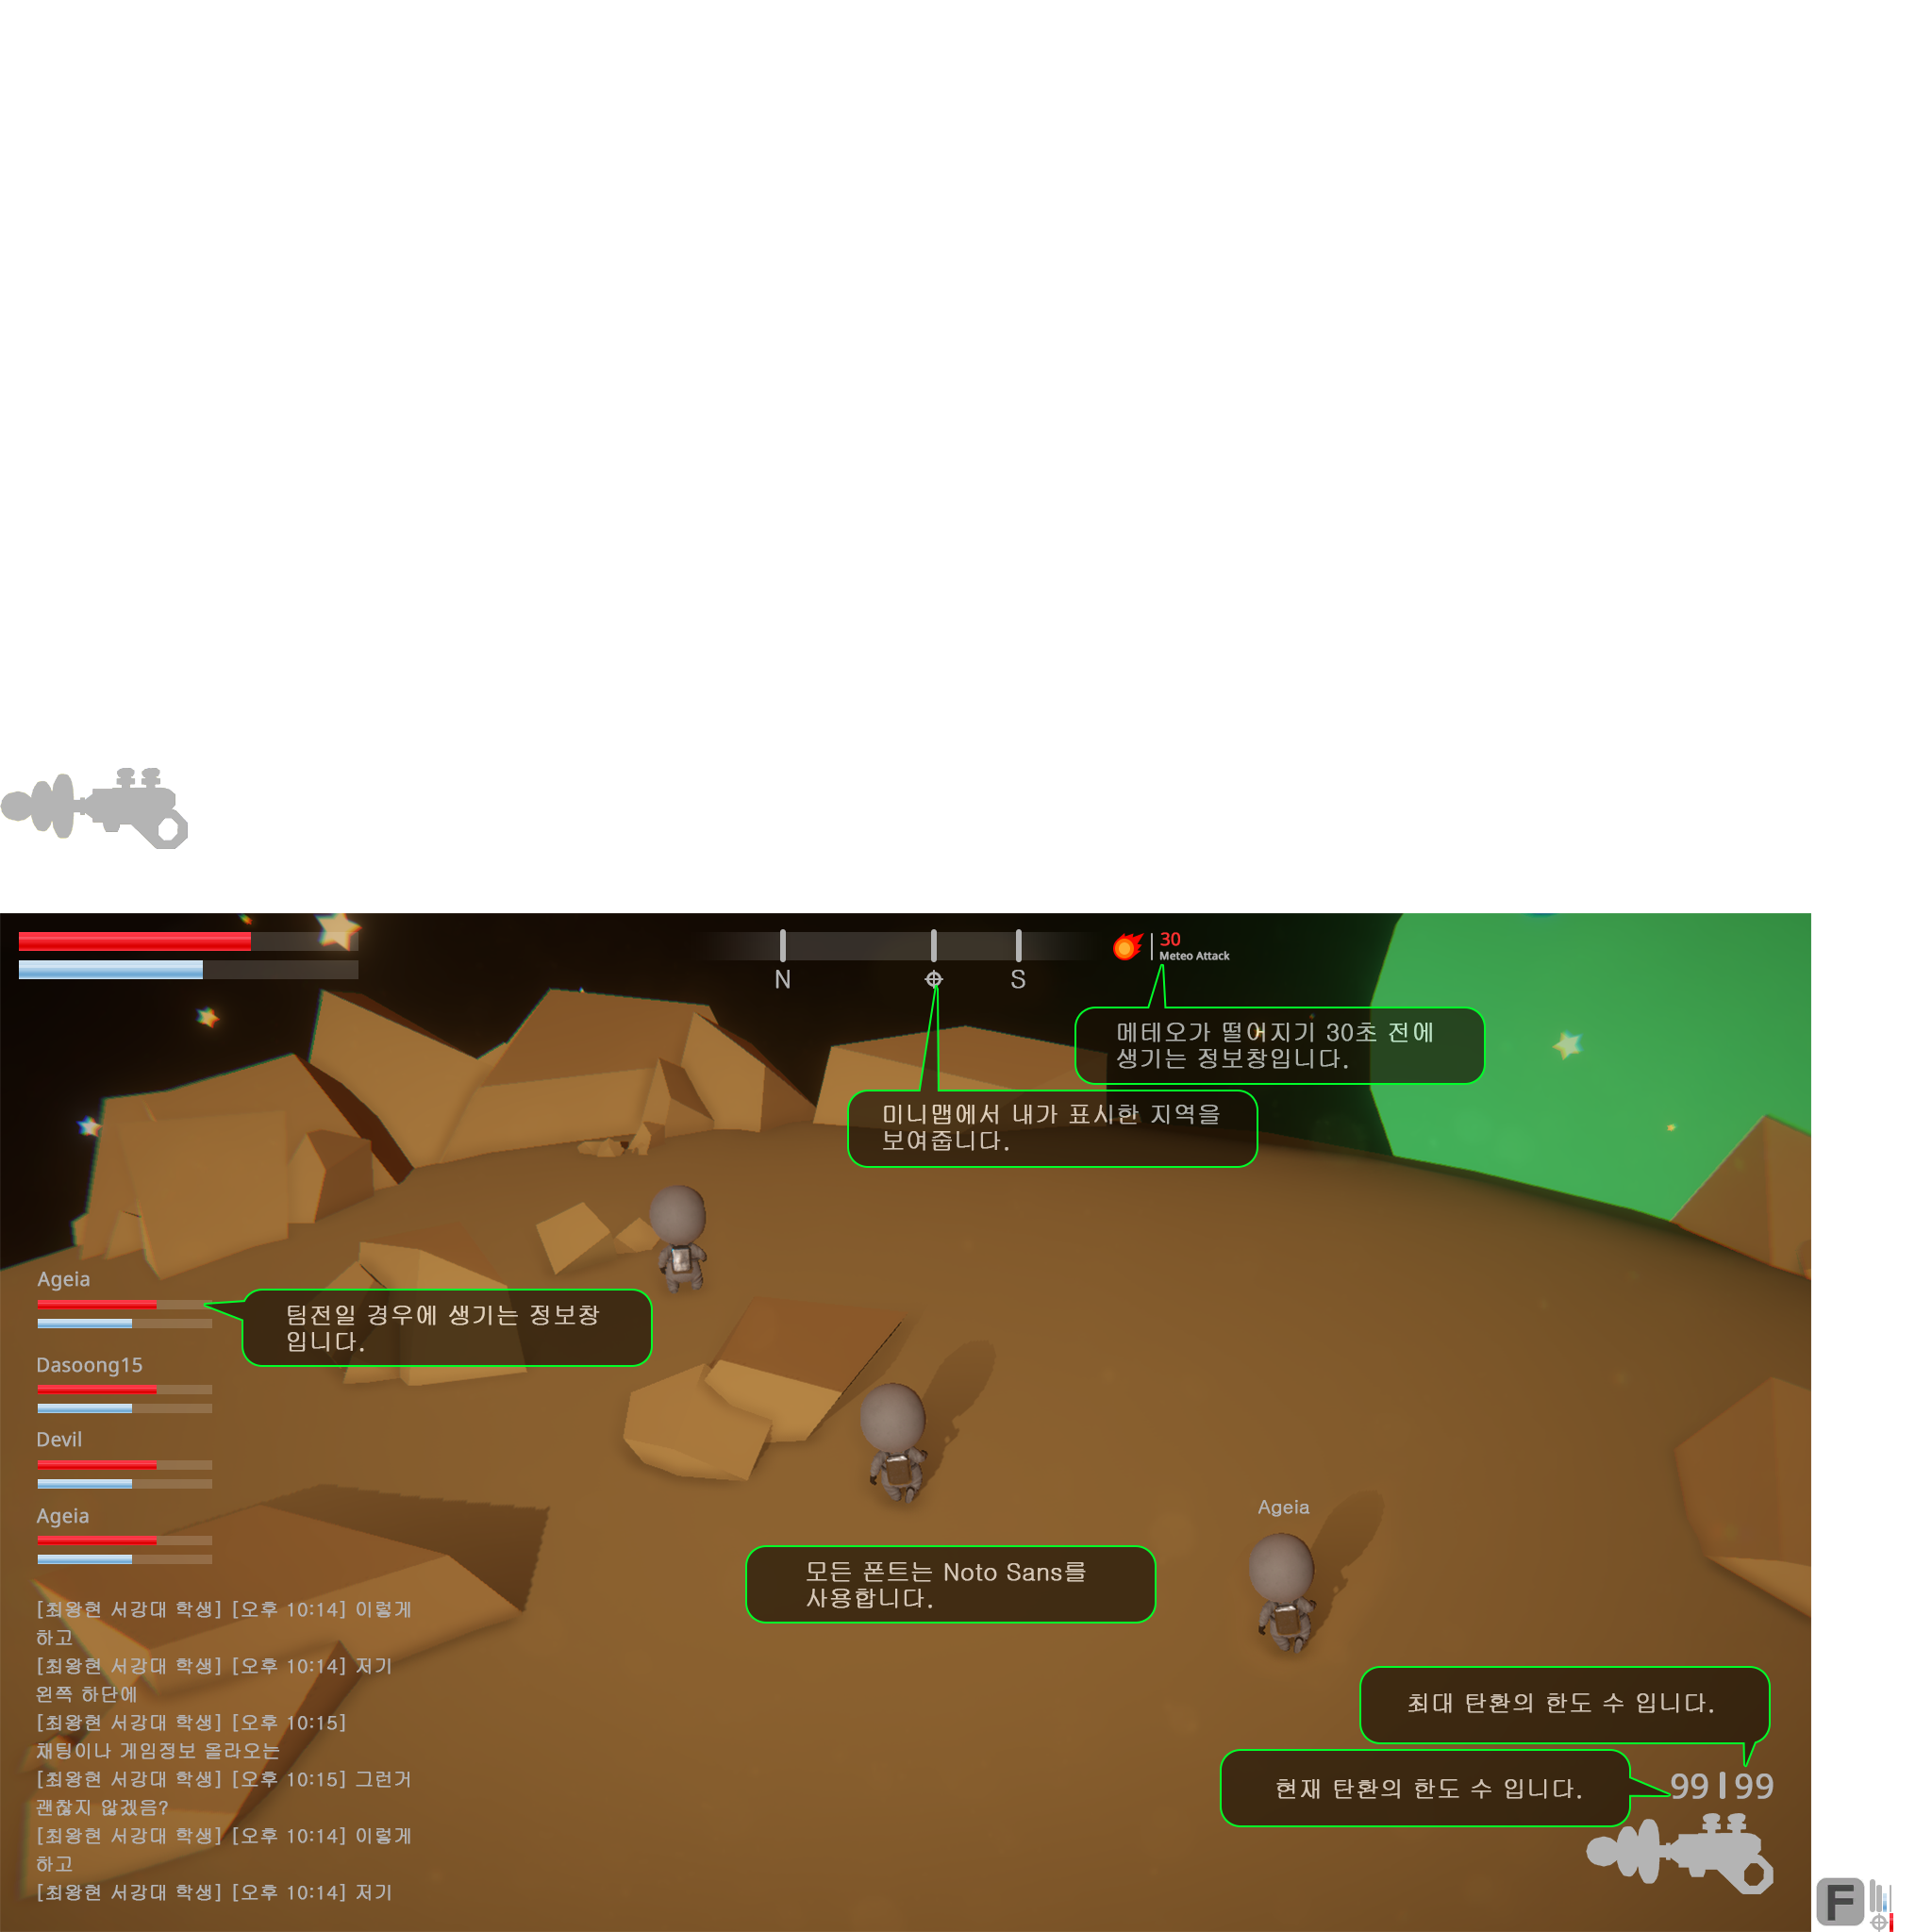 30
Meteo Attack
N
S
메테오가 떨어지기 30초 전에
생기는 정보창입니다.
미니맵에서 내가 표시한 지역을
보여줍니다.
Ageia
팀전일 경우에 생기는 정보창
입니다.
Dasoong15
Devil
Ageia
Ageia
모든 폰트는 Noto Sans를
사용합니다.
[최왕현 서강대 학생] [오후 10:14] 이렇게
하고
[최왕현 서강대 학생] [오후 10:14] 저기
왼쪽 하단에
[최왕현 서강대 학생] [오후 10:15]
채팅이나 게임정보 올라오는
[최왕현 서강대 학생] [오후 10:15] 그런거
괜찮지 않겠음?
[최왕현 서강대 학생] [오후 10:14] 이렇게
하고
[최왕현 서강대 학생] [오후 10:14] 저기
최대 탄환의 한도 수 입니다.
현재 탄환의 한도 수 입니다.
99|99
F